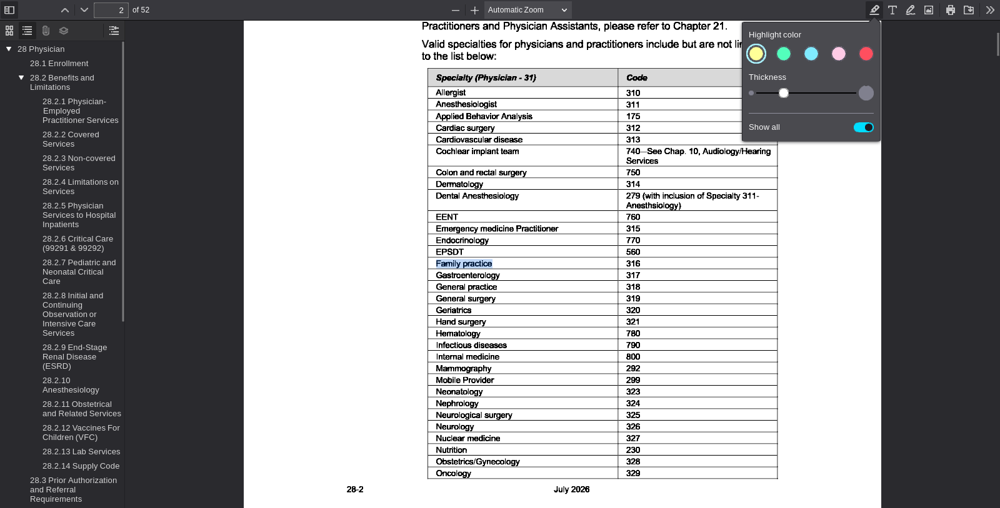 2 of 52
Automatic Zoom
28 Physician
28.1 Enrollment
28.2 Benefits and
Limitations
28.2.1 Physician-
Employed
Practitioner Services
28.2.2 Covered
Services
28.2.3 Non-covered
Services
28.2.4 Limitations on
Services
28.2.5 Physician
Services to Hospital
Inpatients
28.2.6 Critical Care
(99291 & 99292)
28.2.7 Pediatric and
Neonatal Critical
Care
28.2.8 Initial and
Continuing
Observation or
Intensive Care
Services
28.2.9 End-Stage
Renal Disease
(ESRD)
28.2.10
Anesthesiology
28.2.11 Obstetrical
and Related Services
28.2.12 Vaccines For
Children (VFC)
28.2.13 Lab Services
28.2.14 Supply Code
28.3 Prior Authorization
and Referral
Requirements
Practitioners and Physician Assistants, please refer to Chapter 21.
Valid specialties for physicians and practitioners include but are not
to the list below:
Specialty (Physician - 31) Code
Allergist 310
Anesthesiologist 311
Applied Behavior Analysis 175
Cardiac surgery 312
Cardiovascular disease 313
Cochlear implant team 740—See Chap. 10, Audiology/Hearing
Services
Colon and rectal surgery 750
Dermatology 314
Dental Anesthesiology 279 (with inclusion of Specialty 311-
Anesthsiology)
EENT 760
Emergency medicine Practitioner 315
Endocrinology 770
EPSDT 560
Family practice 316
Gastroenterology 317
General practice 318
General surgery 319
Geriatrics 320
Hand surgery 321
Hematology 780
Infectious diseases 790
Internal medicine 800
Mammography 292
Mobile Provider 299
Neonatology 323
Nephrology 324
Neurological surgery 325
Neurology 326
Nuclear medicine 327
Nutrition 230
Obstetrics/Gynecology 328
Oncology 329
28-2 July 2026
Highlight color
Thickness
Show all